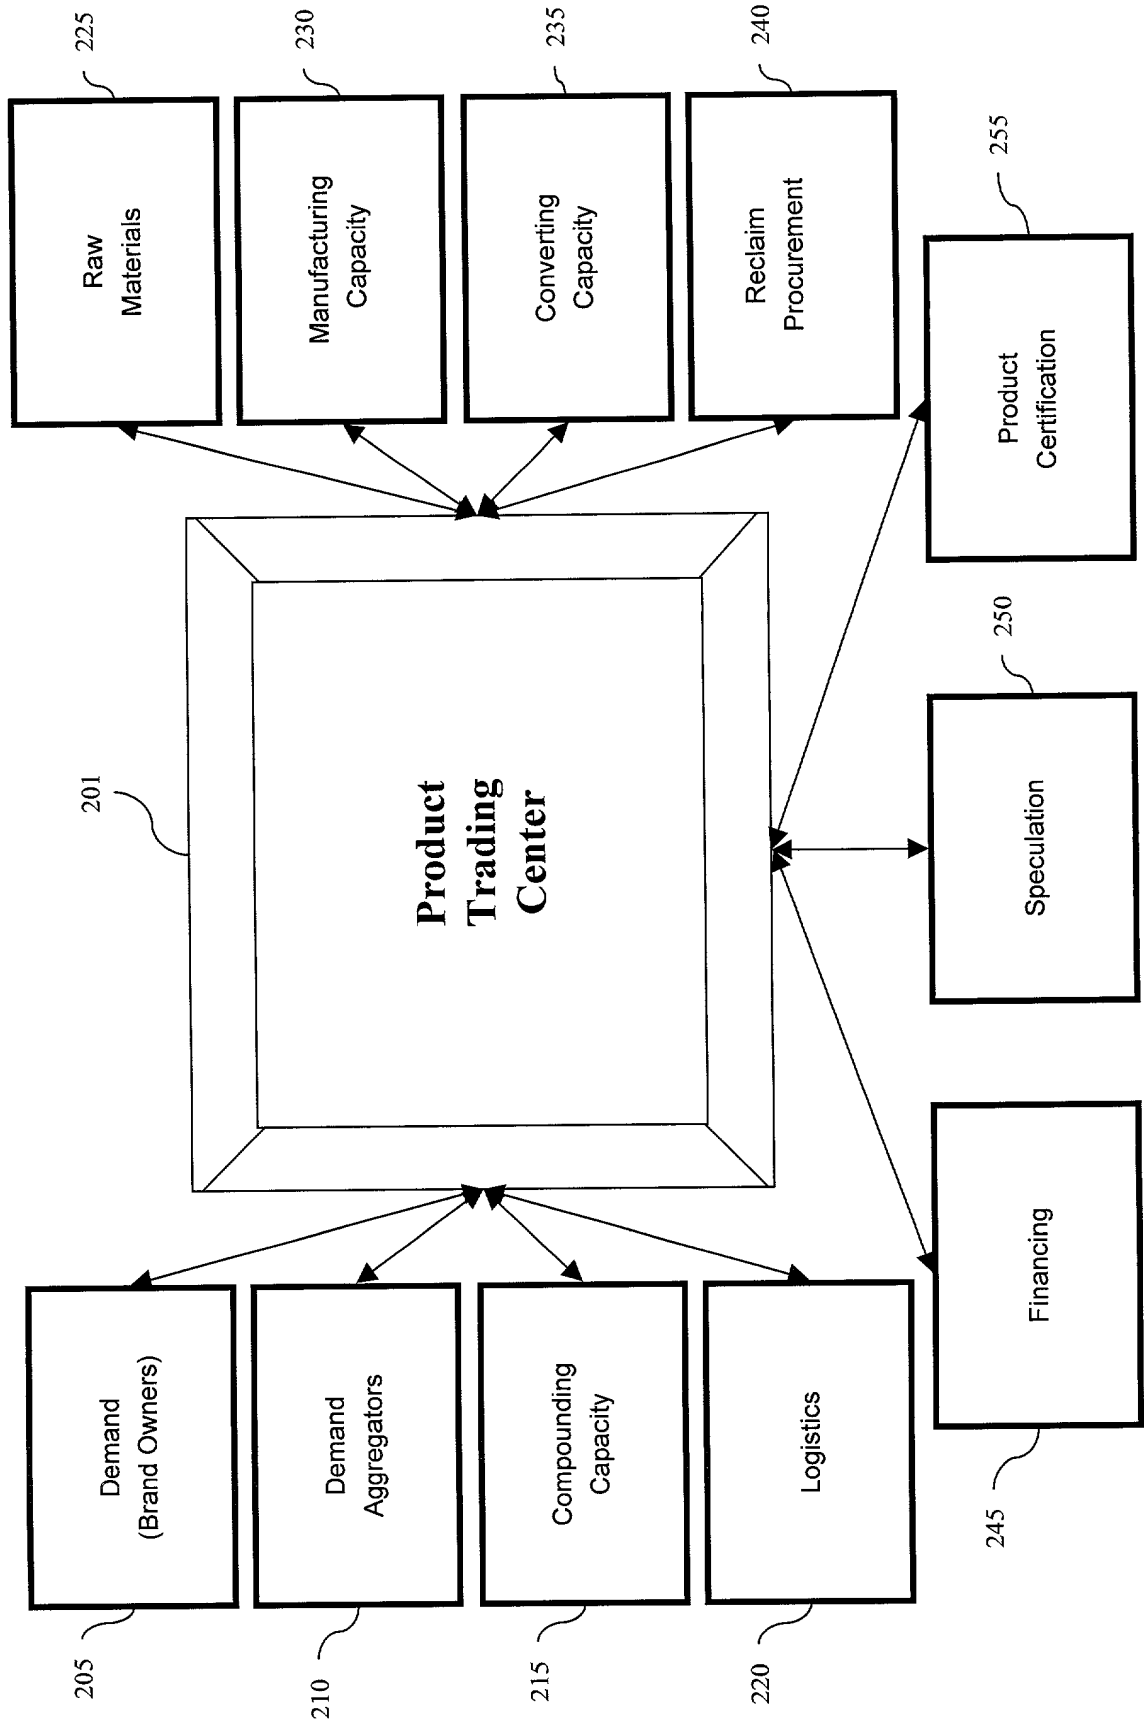 201
Product
Trading
Center
205
Demand
(Brand Owners)
210
Demand
Aggregators
215
Compounding
Capacity
220
Logistics
225
Raw
Materials
230
Manufacturing
Capacity
235
Converting
Capacity
240
Reclaim
Procurement
245
Financing
250
Speculation
255
Product
Certification